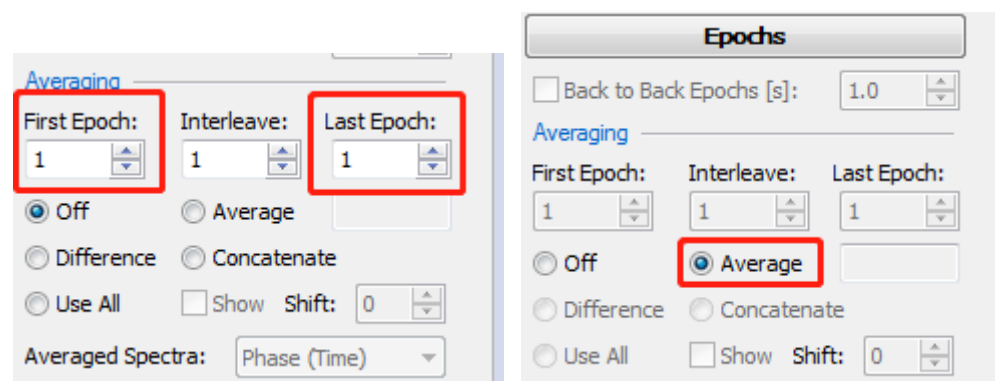 Averaging
First Epoch: Interleave: Last Epoch:
1 1 1
Off Average
Difference Concatenate
Use All Show Shift: 0
Averaged Spectra: Phase (Time)
Epochs
Back to Back Epochs [s]: 1.0
Averaging
First Epoch: Interleave: Last Epoch:
1 1 1
Off Average
Difference Concatenate
Use All Show Shift: 0